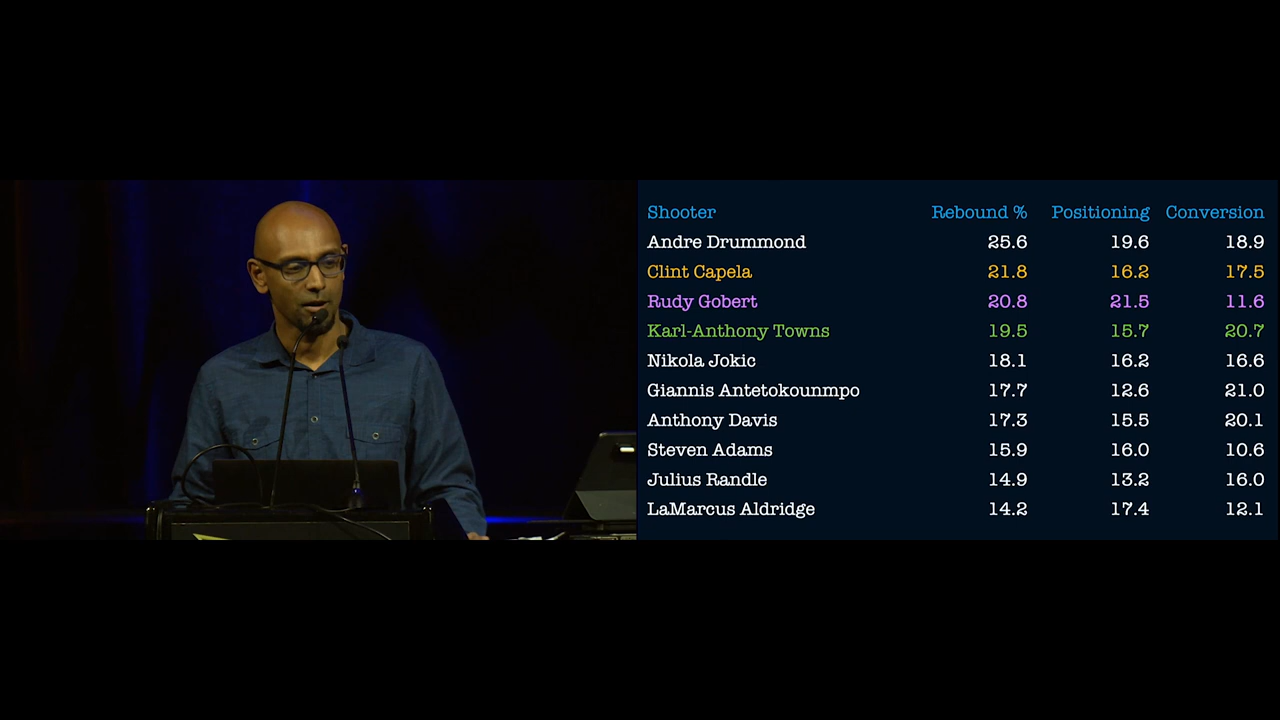 Shooter Rebound % Positioning Conversion
Andre Drummond 25.6 19.6 18.9
Clint Capela 21.8 16.2 17.5
Rudy Gobert 20.8 21.5 11.6
Karl-Anthony Towns 19.5 15.7 20.7
Nikola Jokic 18.1 16.2 16.6
Giannis Antetokounmpo 17.7 12.6 21.0
Anthony Davis 17.3 15.5 20.1
Steven Adams 15.9 16.0 10.6
Julius Randle 14.9 13.2 16.0
LaMarcus Aldridge 14.2 17.4 12.1